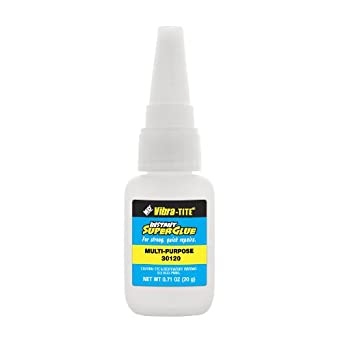 Vibra-TITE
INSTANT
SUPERGLUE
For strong, quick repairs.
MULTI-PURPOSE
30120
NET WT 0.71 OZ (20 g)